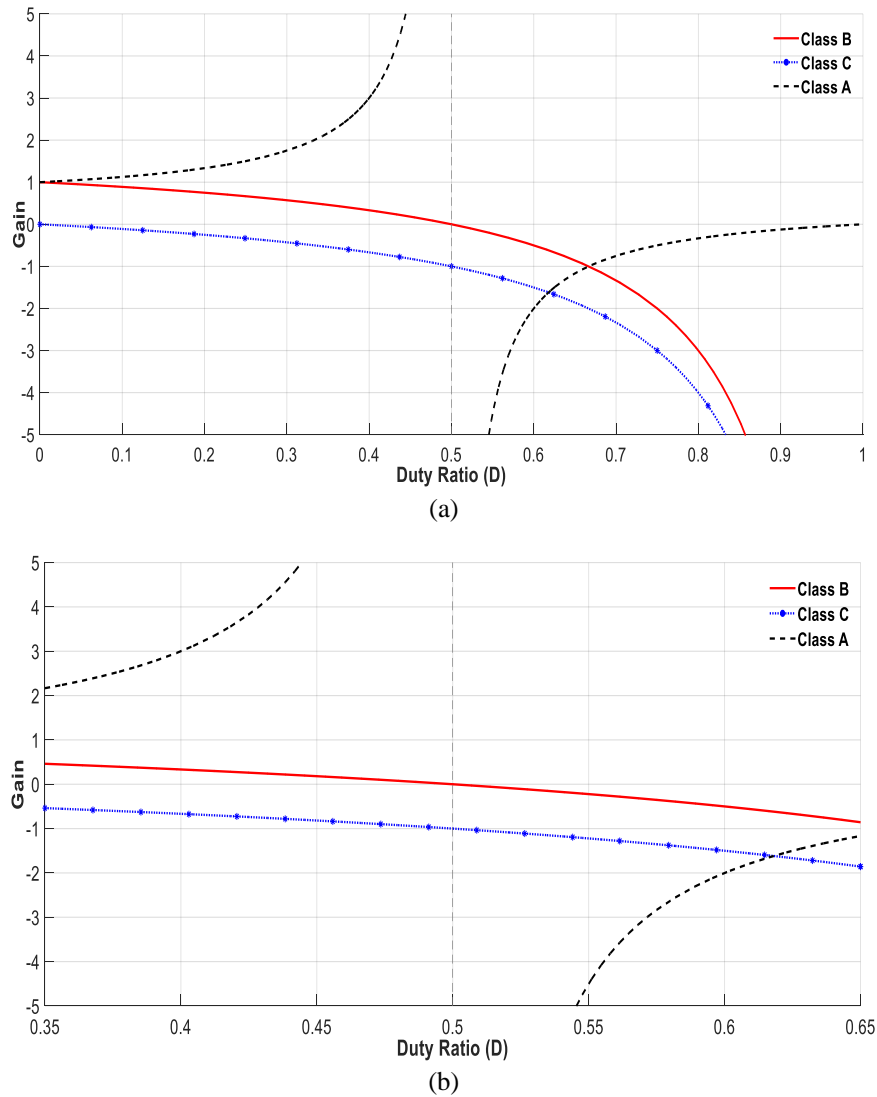 5
4
3
2
1
0
-1
-2
-3
-4
-5
Gain
Class B
Class C
Class A
0 0.1 0.2 0.3 0.4 0.5 0.6 0.7 0.8 0.9 1
Duty Ratio (D)
(a)
5
4
3
2
1
0
-1
-2
-3
-4
-5
Gain
Class B
Class C
Class A
0.35 0.4 0.45 0.5 0.55 0.6 0.65
Duty Ratio (D)
(b)